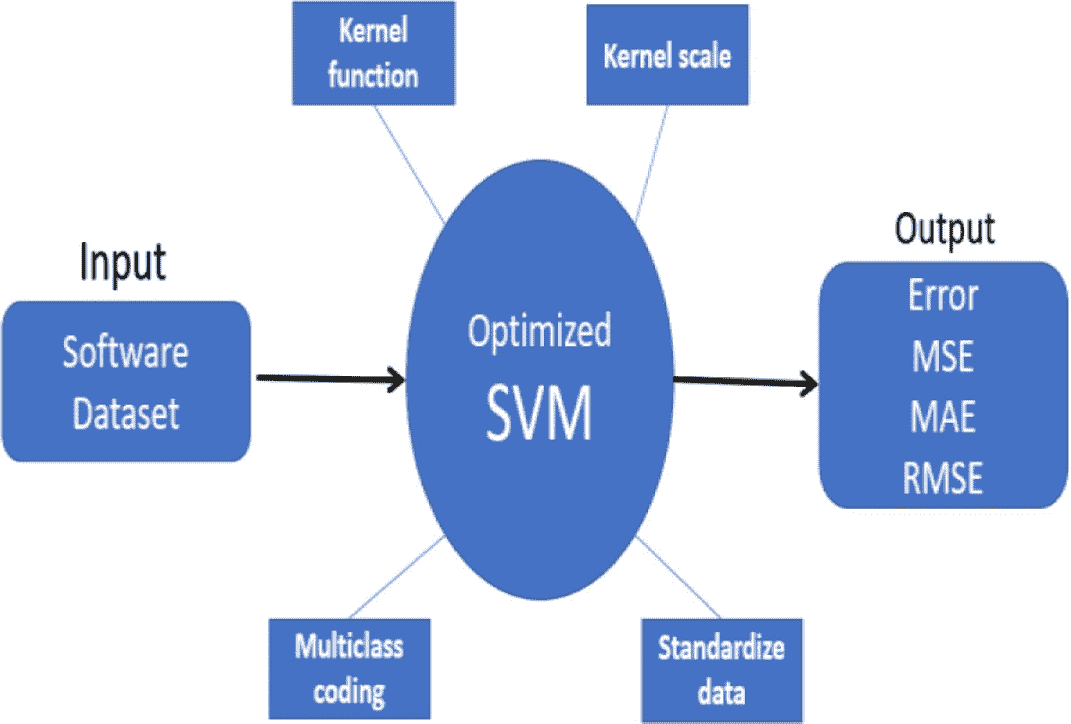 Kernel
function
Kernel scale
Input
Software
Dataset
Optimized
SVM
Output
Error
MSE
MAE
RMSE
Multiclass
coding
Standardize
data